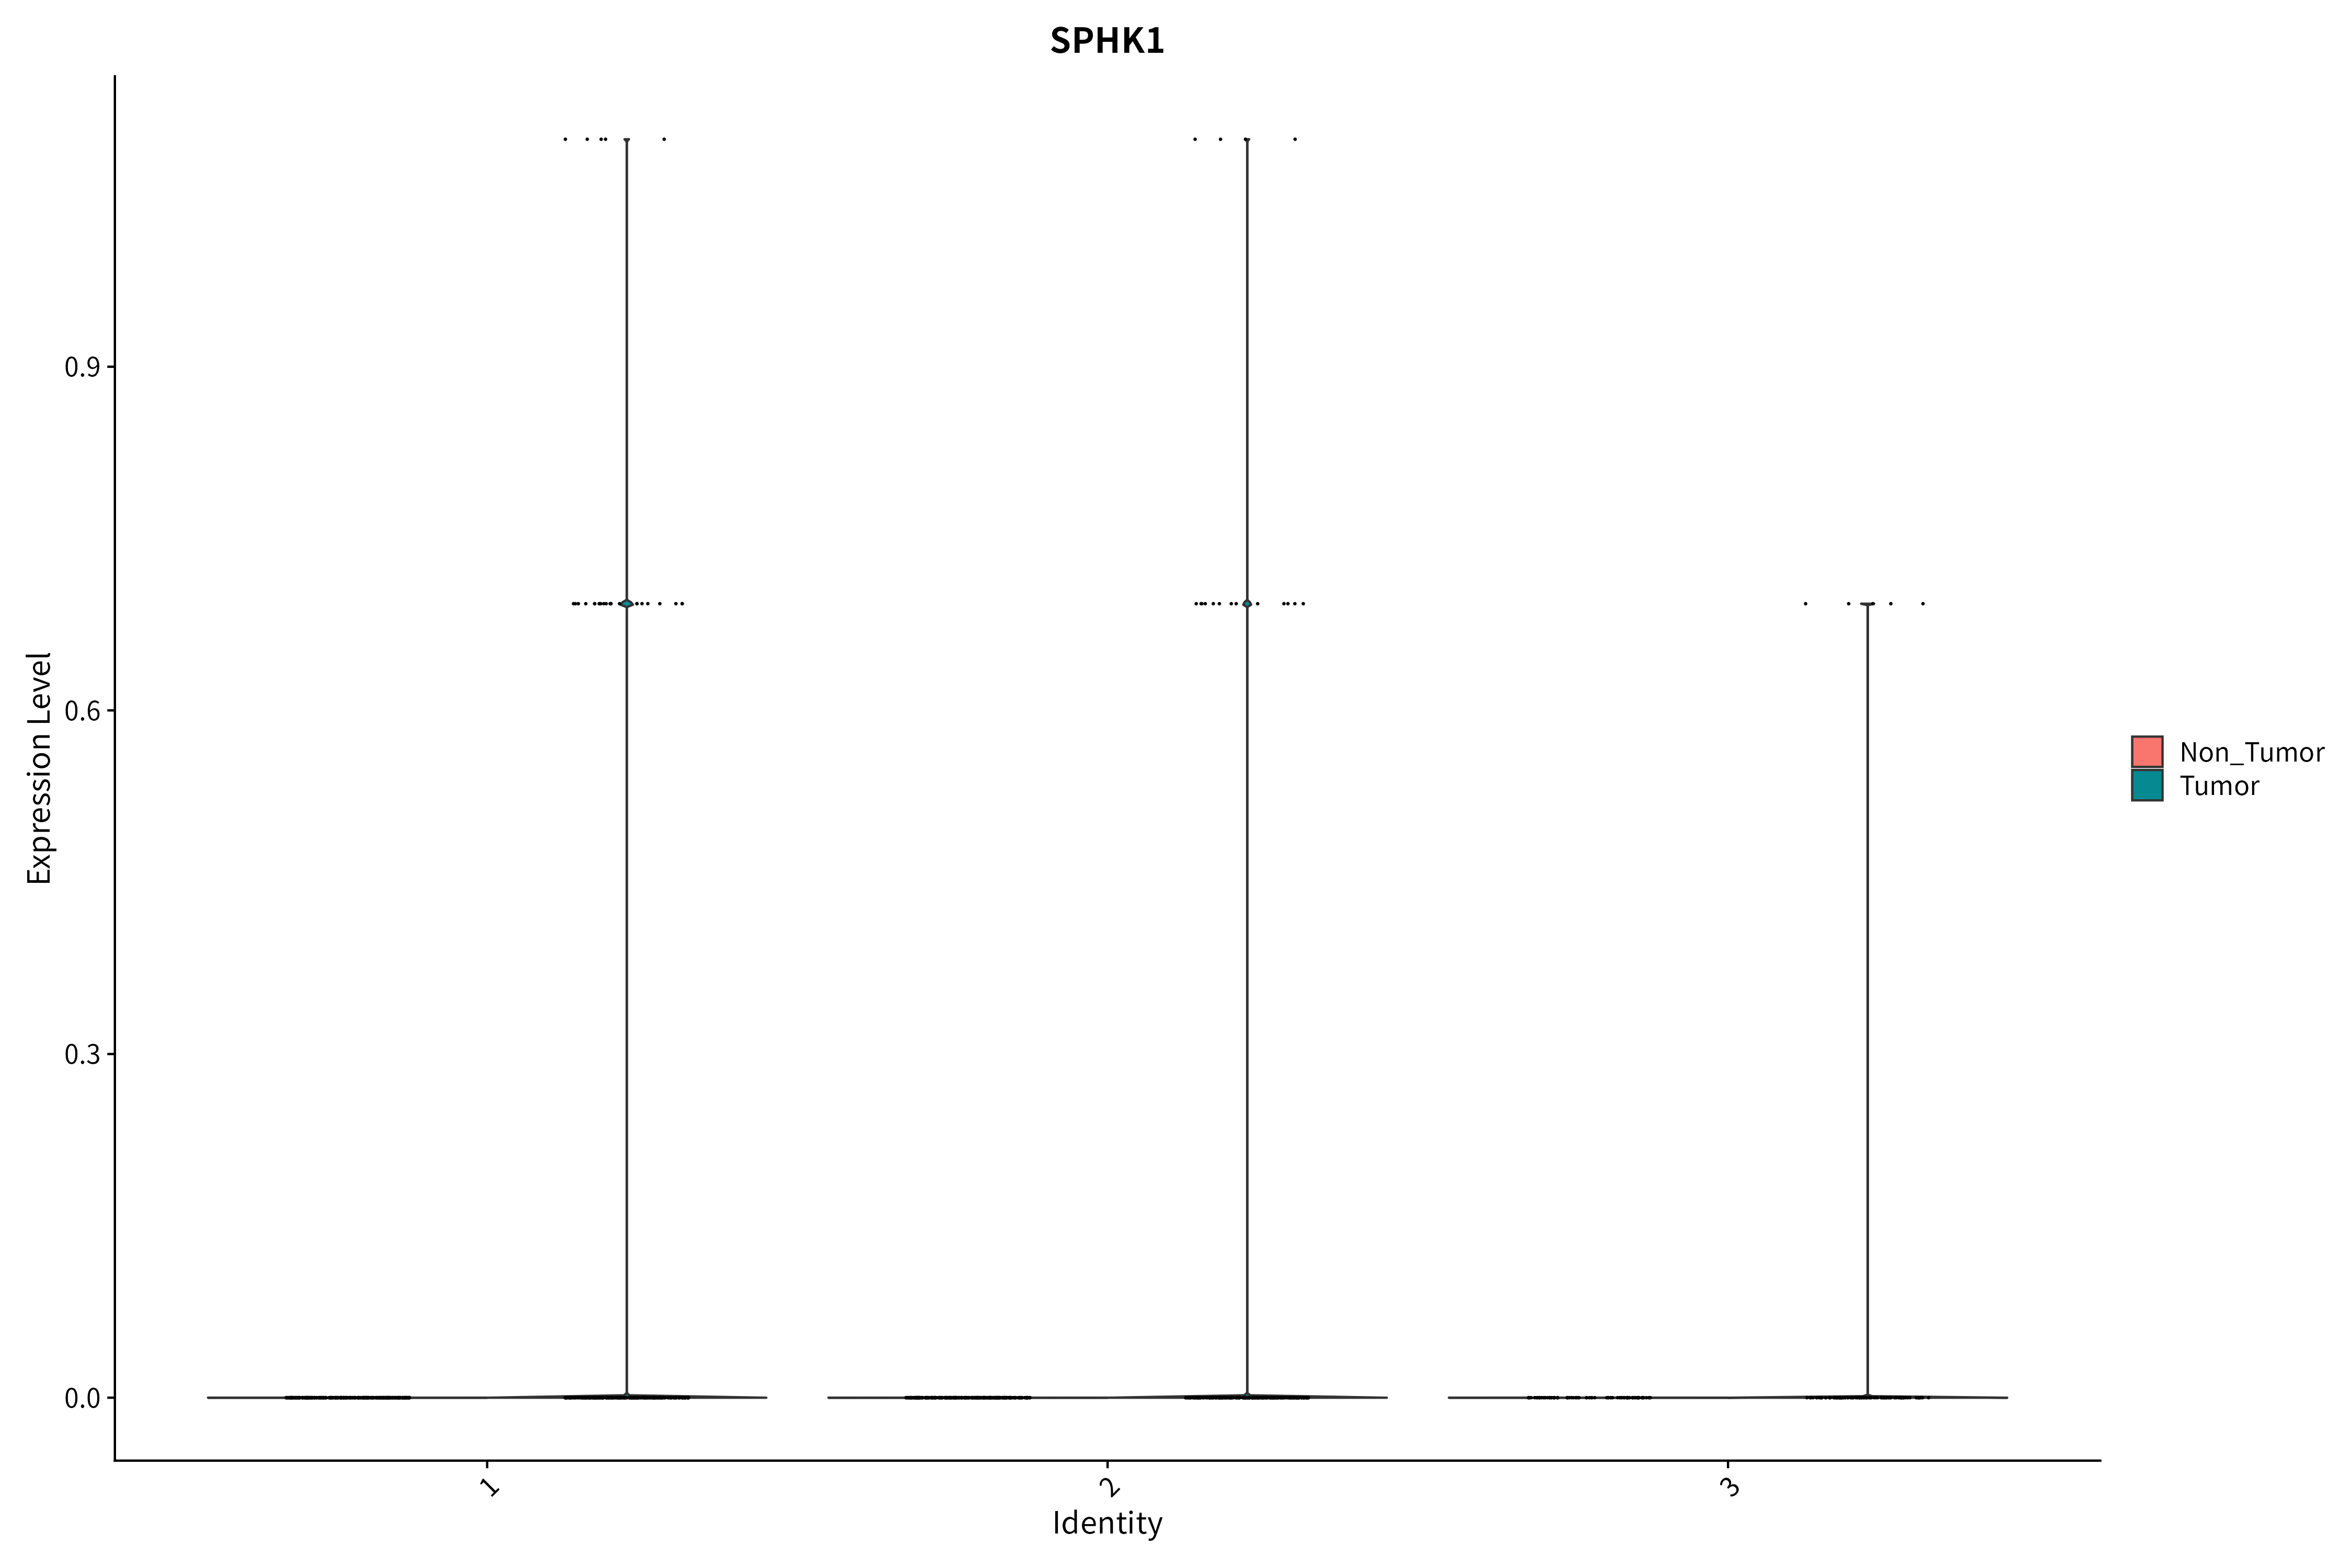 SPHK1
Expression Level
0.9
0.6
0.3
0.0
1
2
3
Identity
Non_Tumor
Tumor